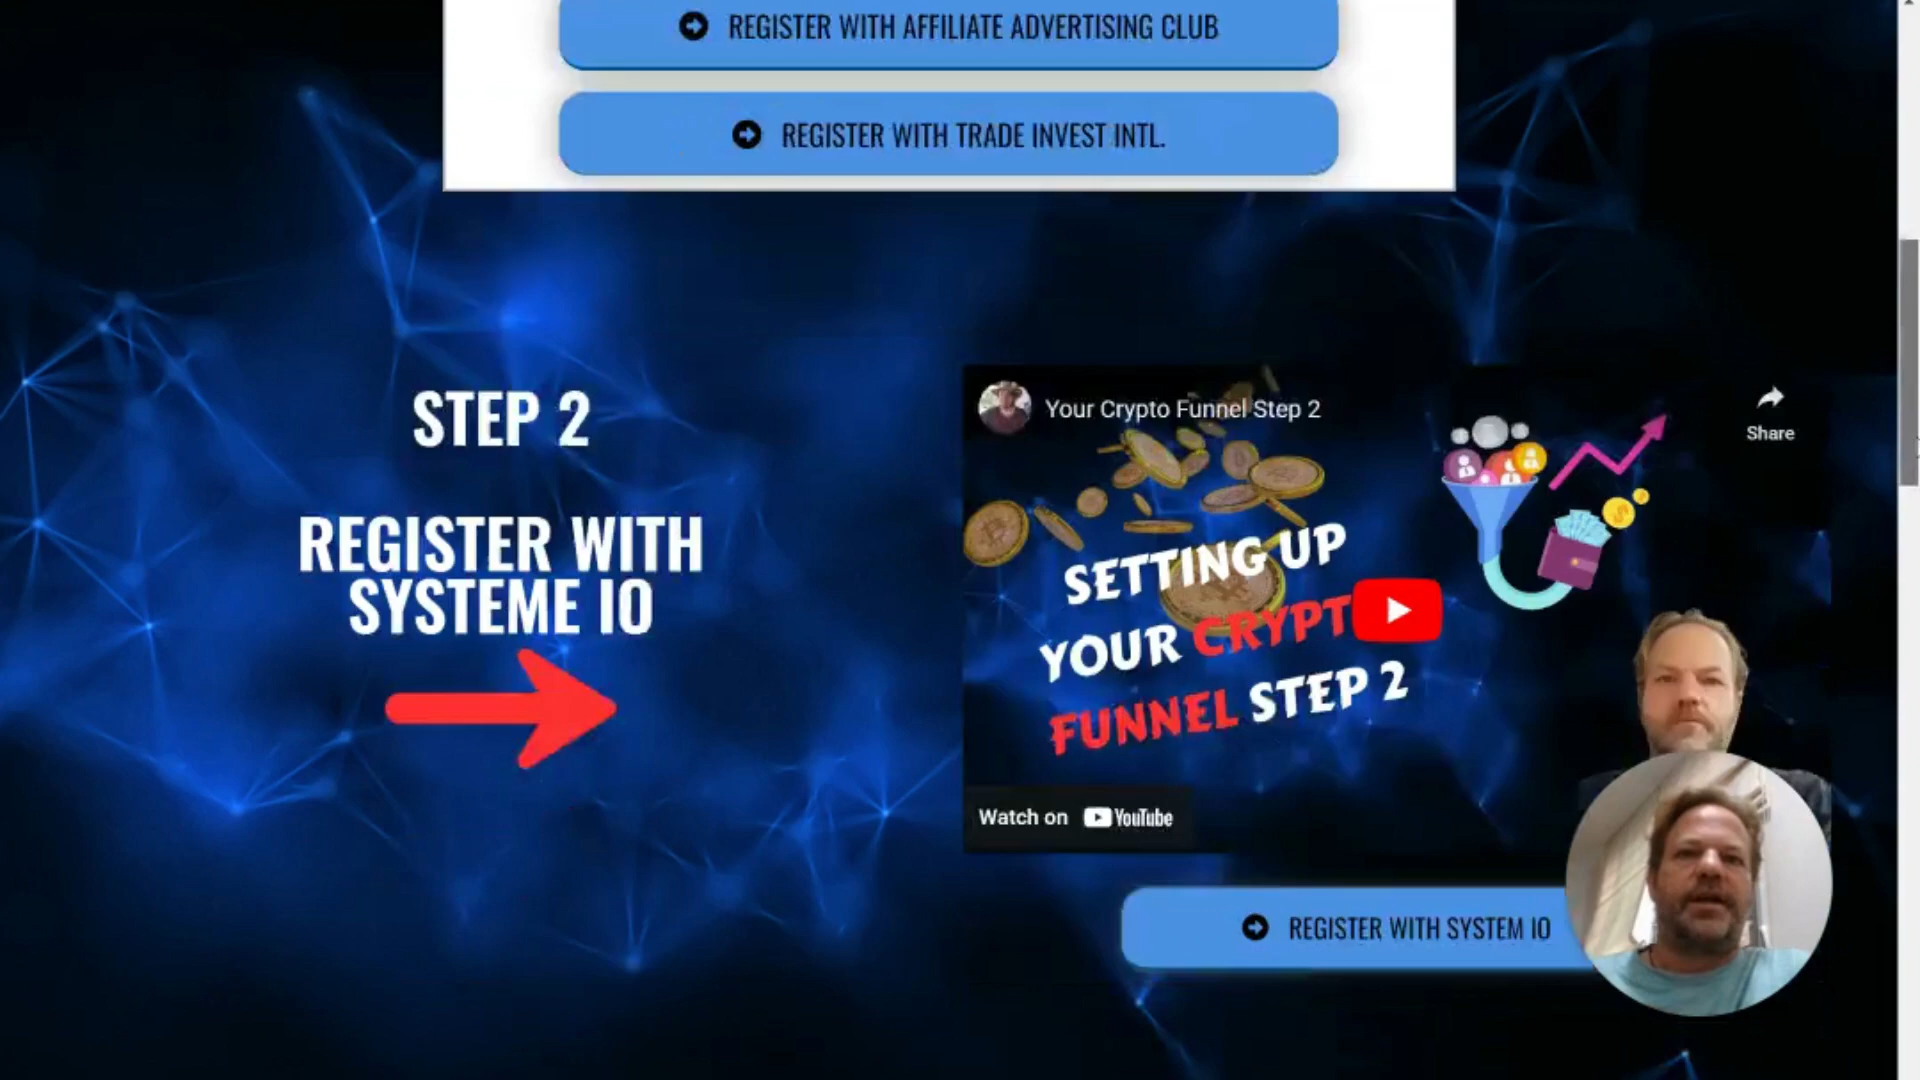 REGISTER WITH AFFILIATE ADVERTISING CLUB
REGISTER WITH TRADE INVEST INTL.
STEP 2
REGISTER WITH
SYSTEME IO
Your Crypto Funnel Step 2
Share
SETTING UP
YOUR CRYPT
FUNNEL STEP 2
Watch on YouTube
REGISTER WITH SYSTEM IO